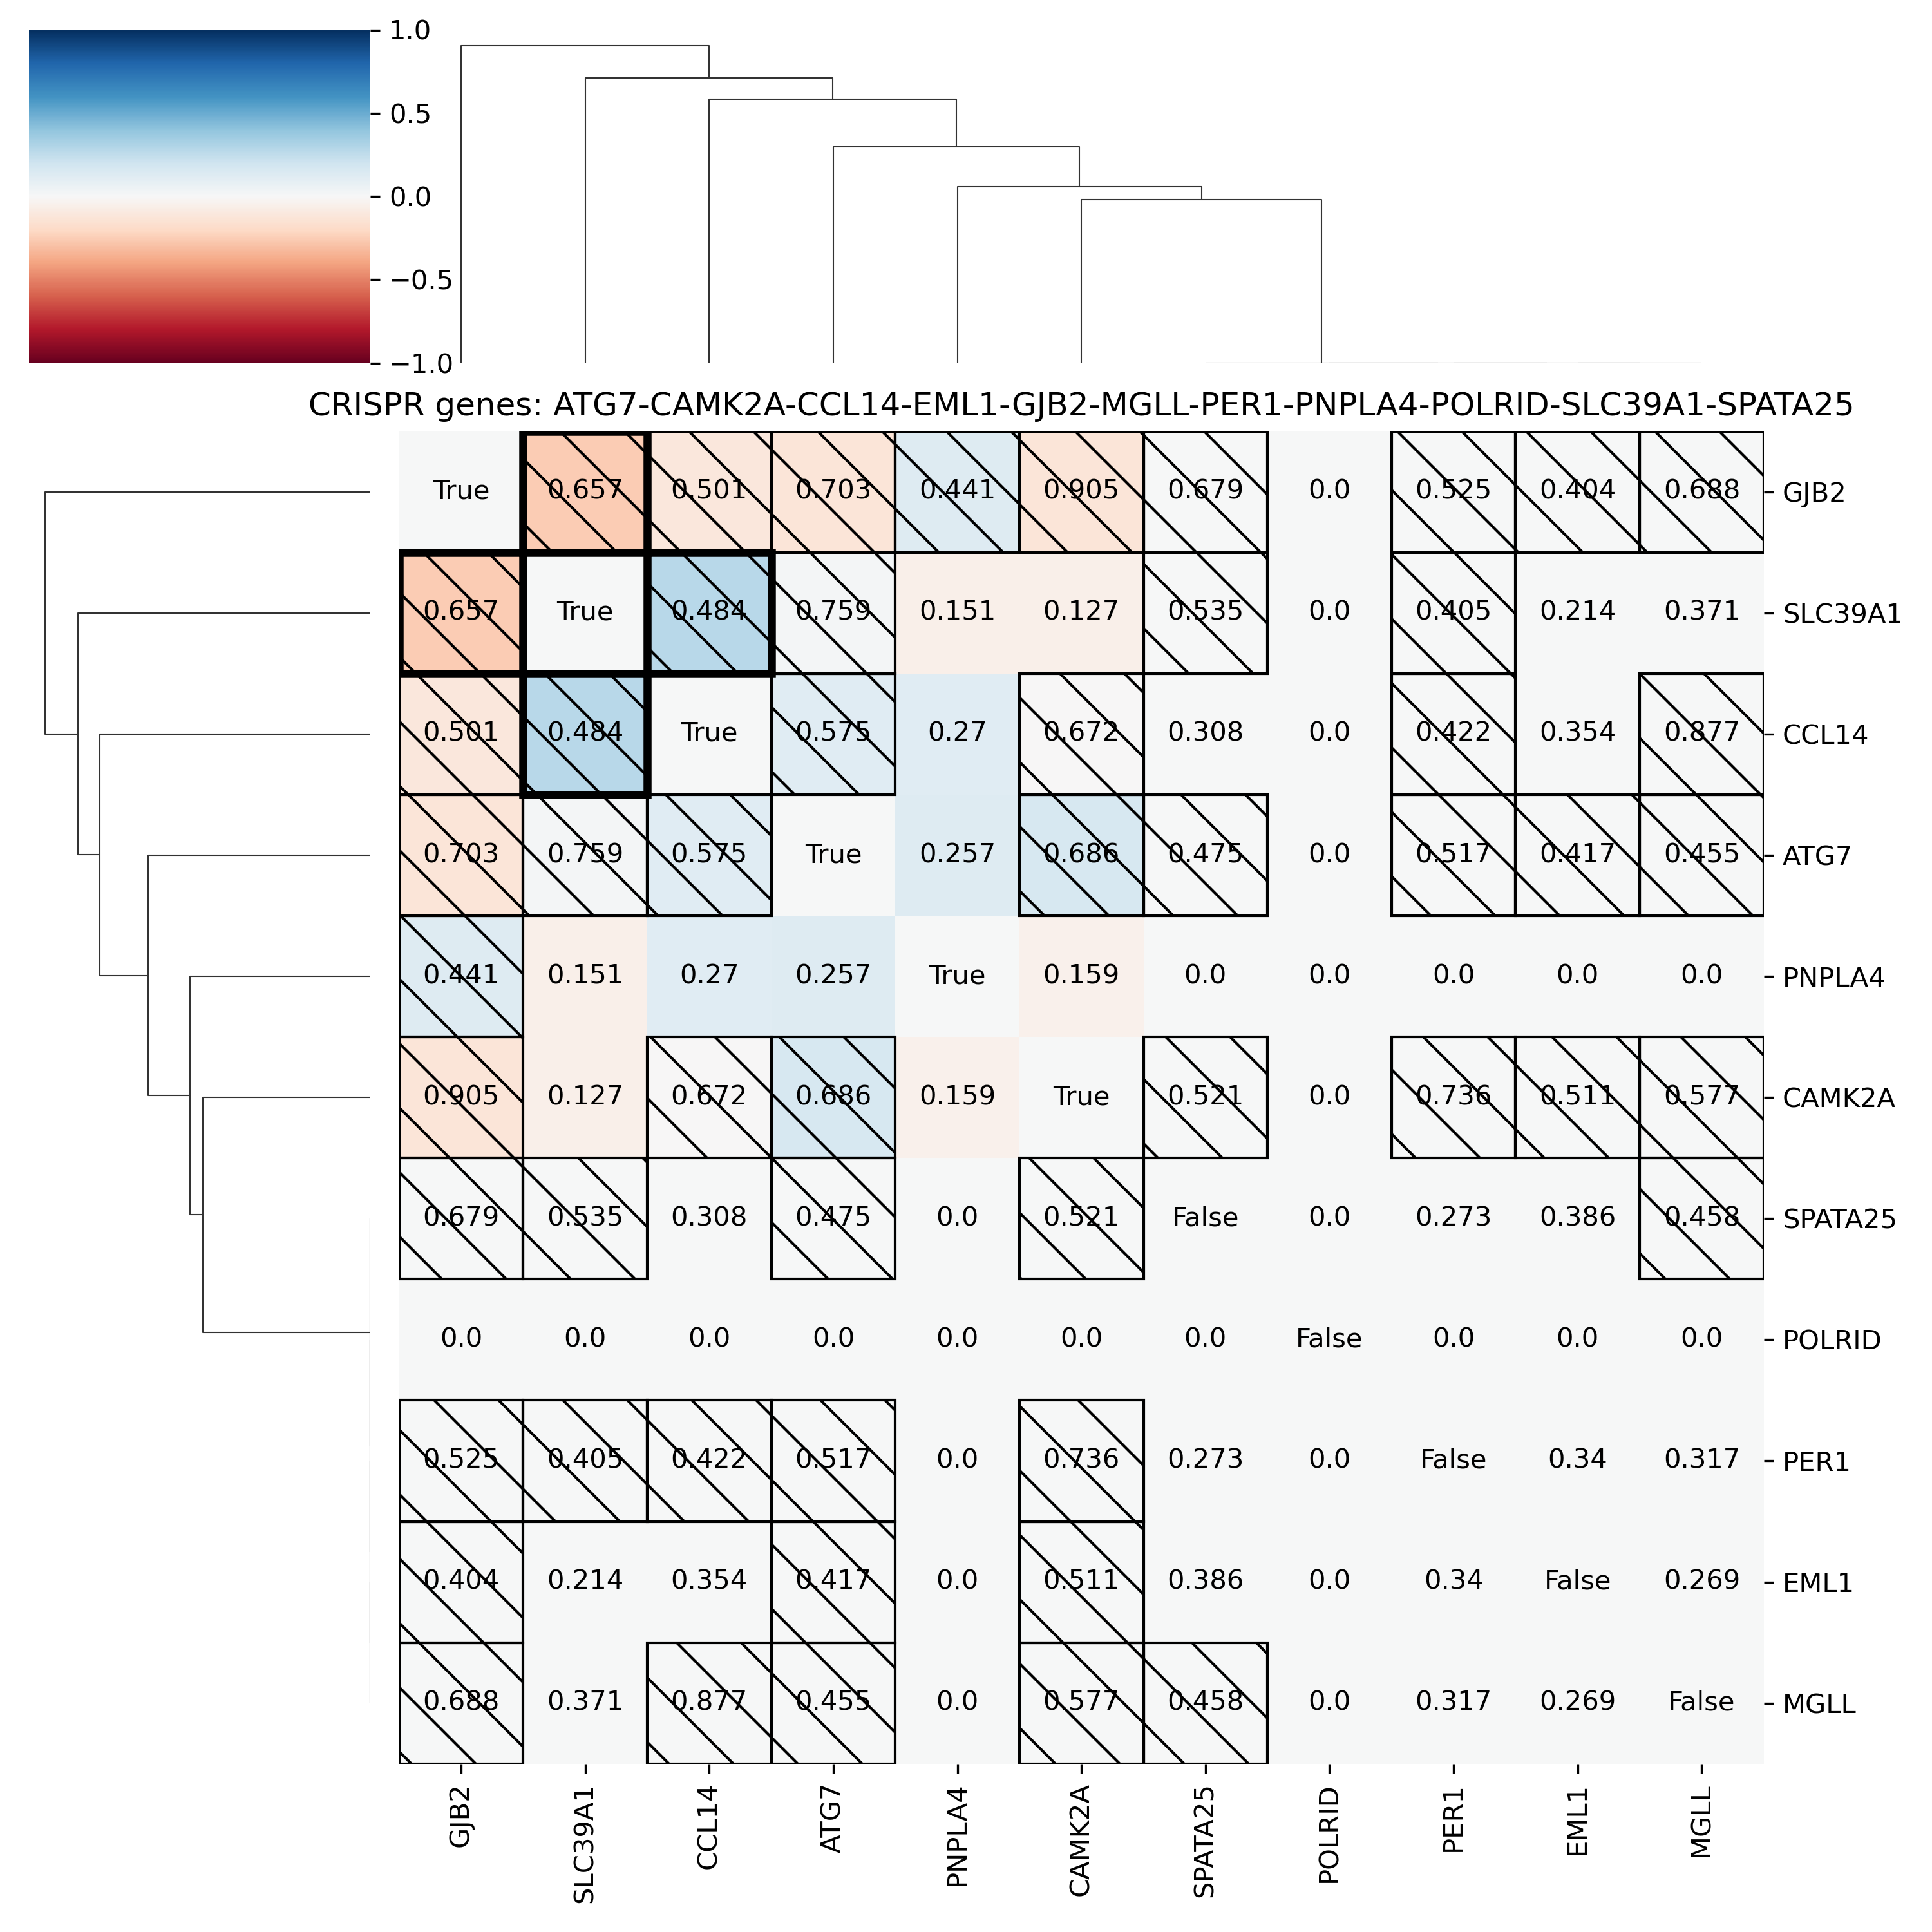 1.0
0.5
0.0
−0.5
−1.0
CRISPR genes: ATG7-CAMK2A-CCL14-EML1-GJB2-MGLL-PER1-PNPLA4-POLRID-SLC39A1-SPATA25
True 0.657 0.501 0.703 0.441 0.905 0.679 0.0 0.525 0.404 0.688 GJB2
0.657 True 0.484 0.759 0.151 0.127 0.535 0.0 0.405 0.214 0.371 SLC39A1
0.501 0.484 True 0.575 0.27 0.672 0.308 0.0 0.422 0.354 0.877 CCL14
0.703 0.759 0.575 True 0.257 0.686 0.475 0.0 0.517 0.417 0.455 ATG7
0.441 0.151 0.27 0.257 True 0.159 0.0 0.0 0.0 0.0 0.0 PNPLA4
0.905 0.127 0.672 0.686 0.159 True 0.521 0.0 0.736 0.511 0.577 CAMK2A
0.679 0.535 0.308 0.475 0.0 0.521 False 0.0 0.273 0.386 0.458 SPATA25
0.0 0.0 0.0 0.0 0.0 0.0 0.0 False 0.0 0.0 0.0 POLRID
0.525 0.405 0.422 0.517 0.0 0.736 0.273 0.0 False 0.34 0.317 PER1
0.404 0.214 0.354 0.417 0.0 0.511 0.386 0.0 0.34 False 0.269 EML1
0.688 0.371 0.877 0.455 0.0 0.577 0.458 0.0 0.317 0.269 False MGLL
GJB2 SLC39A1 CCL14 ATG7 PNPLA4 CAMK2A SPATA25 POLRID PER1 EML1 MGLL